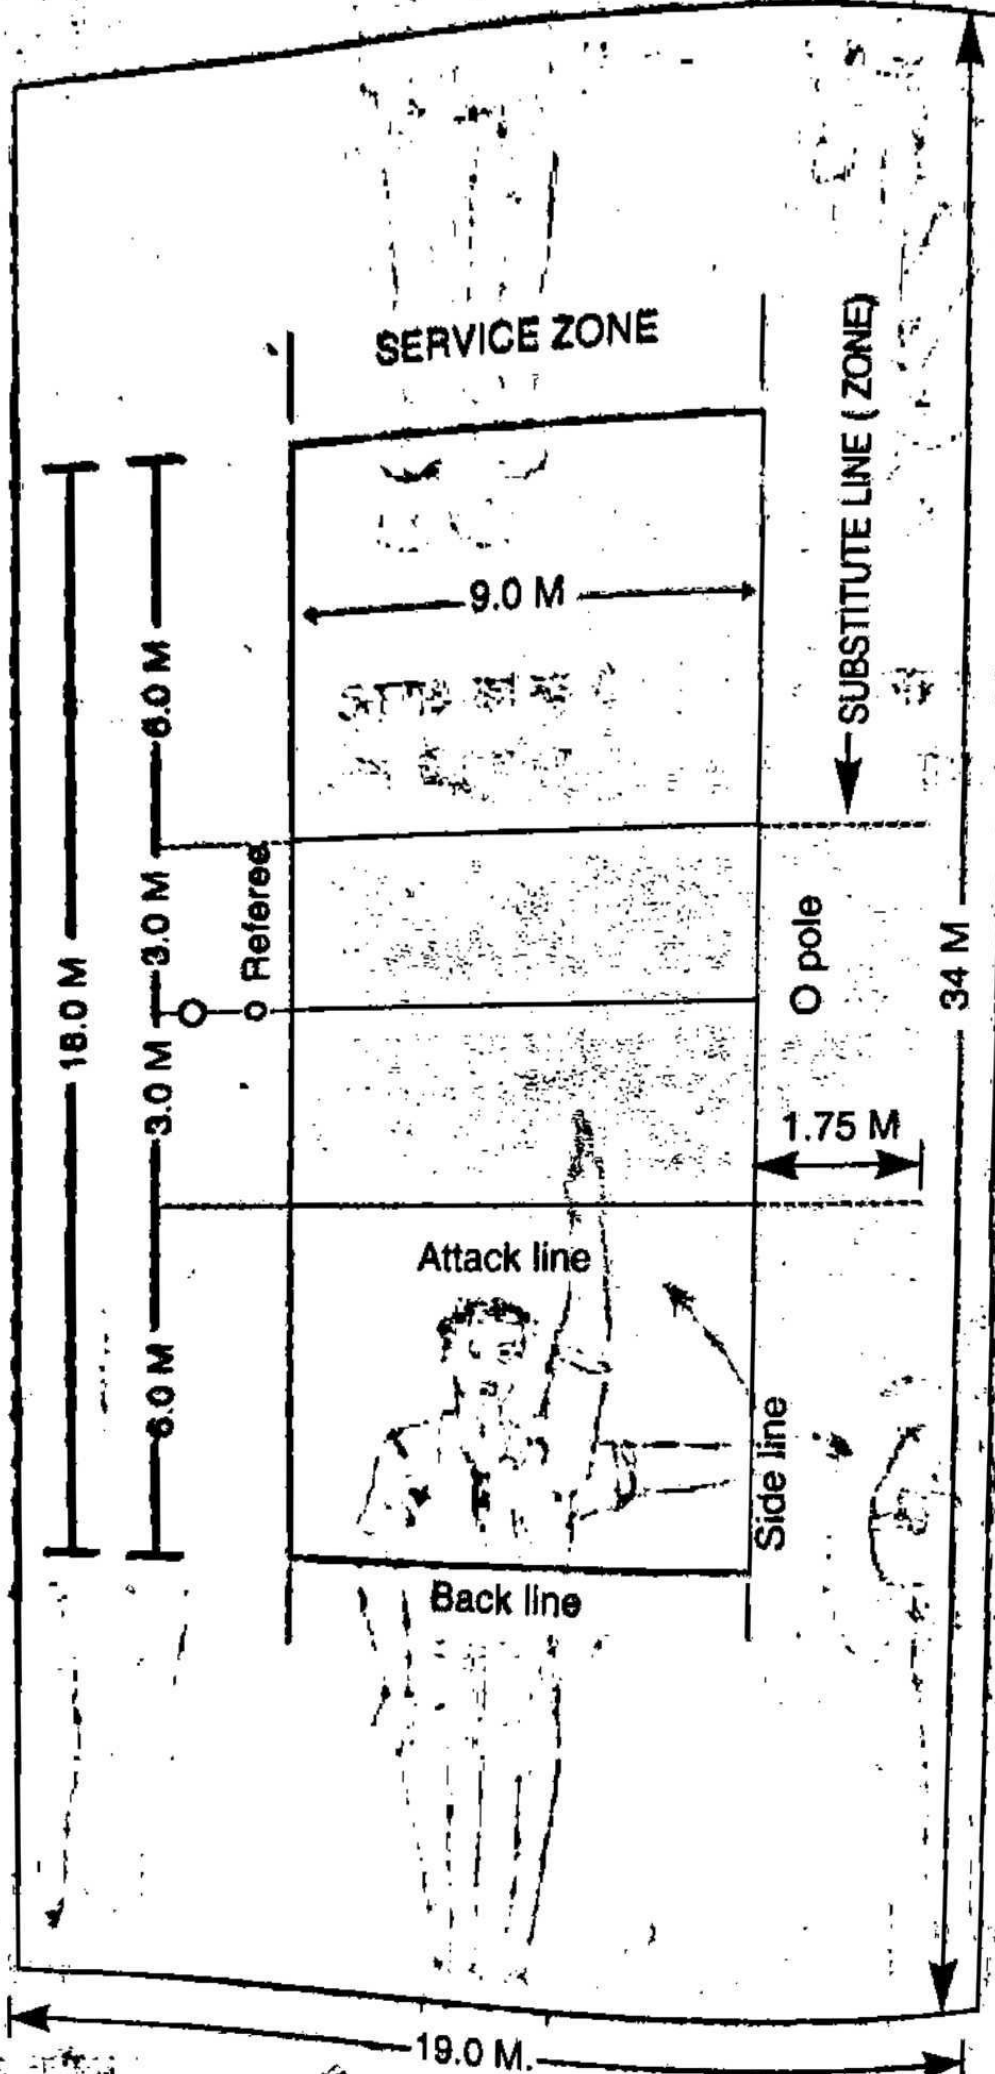 SERVICE ZONE
SUBSTITUTE LINE ( ZONE)
9.0 M
6.0 M
3.0 M
18.0 M
3.0 M
6.0 M
Referee
pole
34 M
1.75 M
Attack line
Side line
Back line
19.0 M.